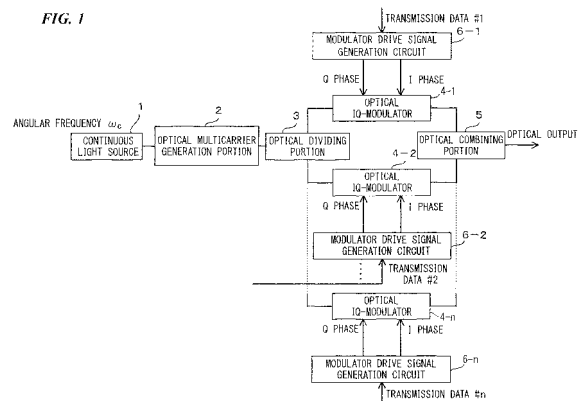 FIG. 1
TRANSMISSION DATA #1
6-1
MODULATOR DRIVE SIGNAL
GENERATION CIRCUIT
Q PHASE
I PHASE
4-1
OPTICAL
IQ-MODULATOR
ANGULAR FREQUENCY ωc
1
CONTINUOUS
LIGHT SOURCE
2
OPTICAL MULTICARRIER
GENERATION PORTION
3
OPTICAL DIVIDING
PORTION
5
OPTICAL COMBINING
PORTION
OPTICAL OUTPUT
4-2
OPTICAL
IQ-MODULATOR
Q PHASE
I PHASE
6-2
MODULATOR DRIVE SIGNAL
GENERATION CIRCUIT
TRANSMISSION
DATA #2
OPTICAL
IQ-MODULATOR
4-n
Q PHASE
I PHASE
6-n
MODULATOR DRIVE SIGNAL
GENERATION CIRCUIT
TRANSMISSION DATA #n